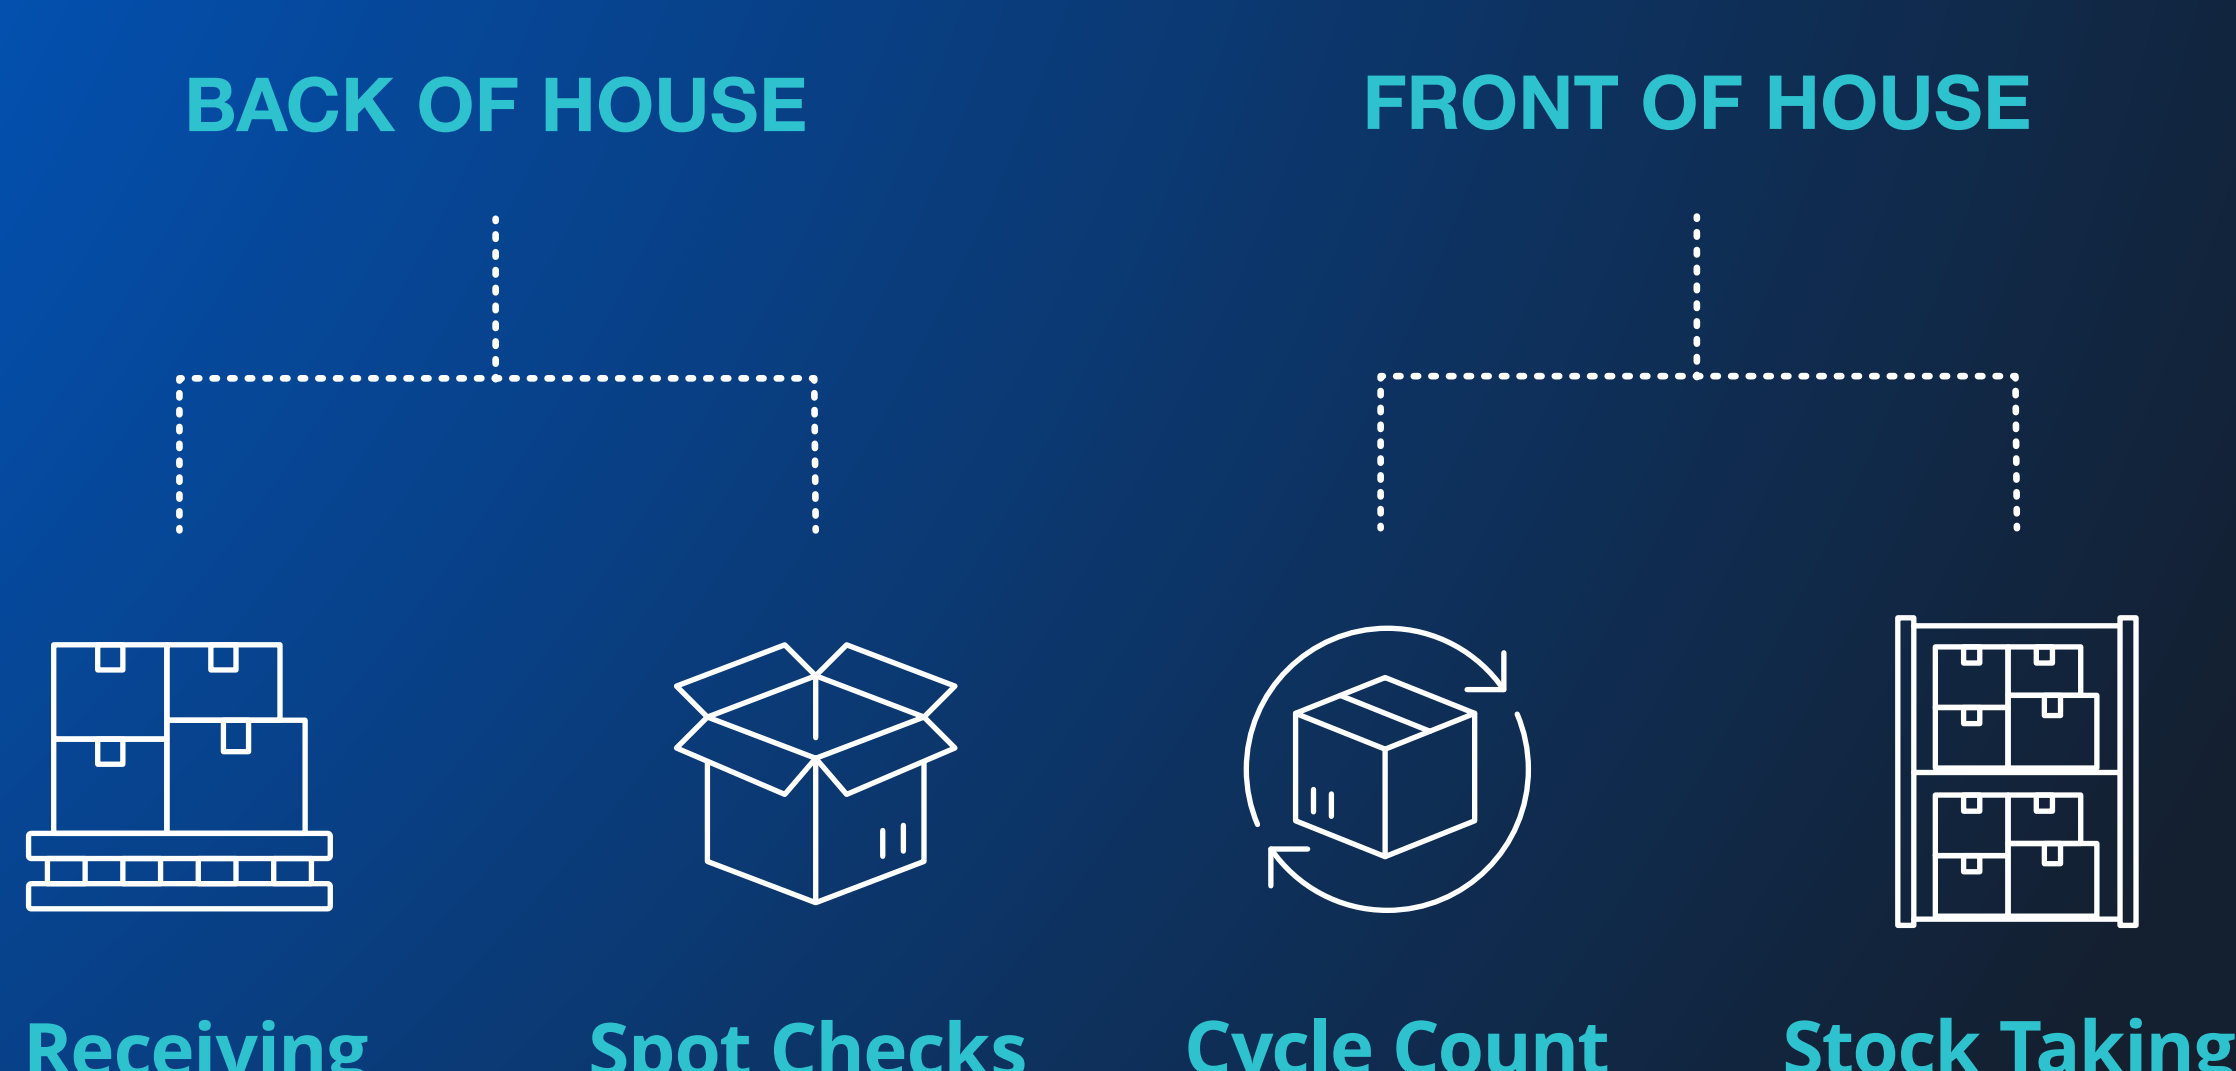 BACK OF HOUSE
FRONT OF HOUSE
Receiving
Spot Checks
Cycle Count
Stock Taking